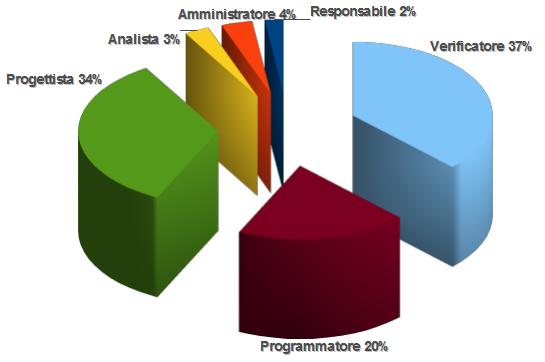 Amministratore 4%
Responsabile 2%
Analista 3%
Verificatore 37%
Progettista 34%
Programmatore 20%